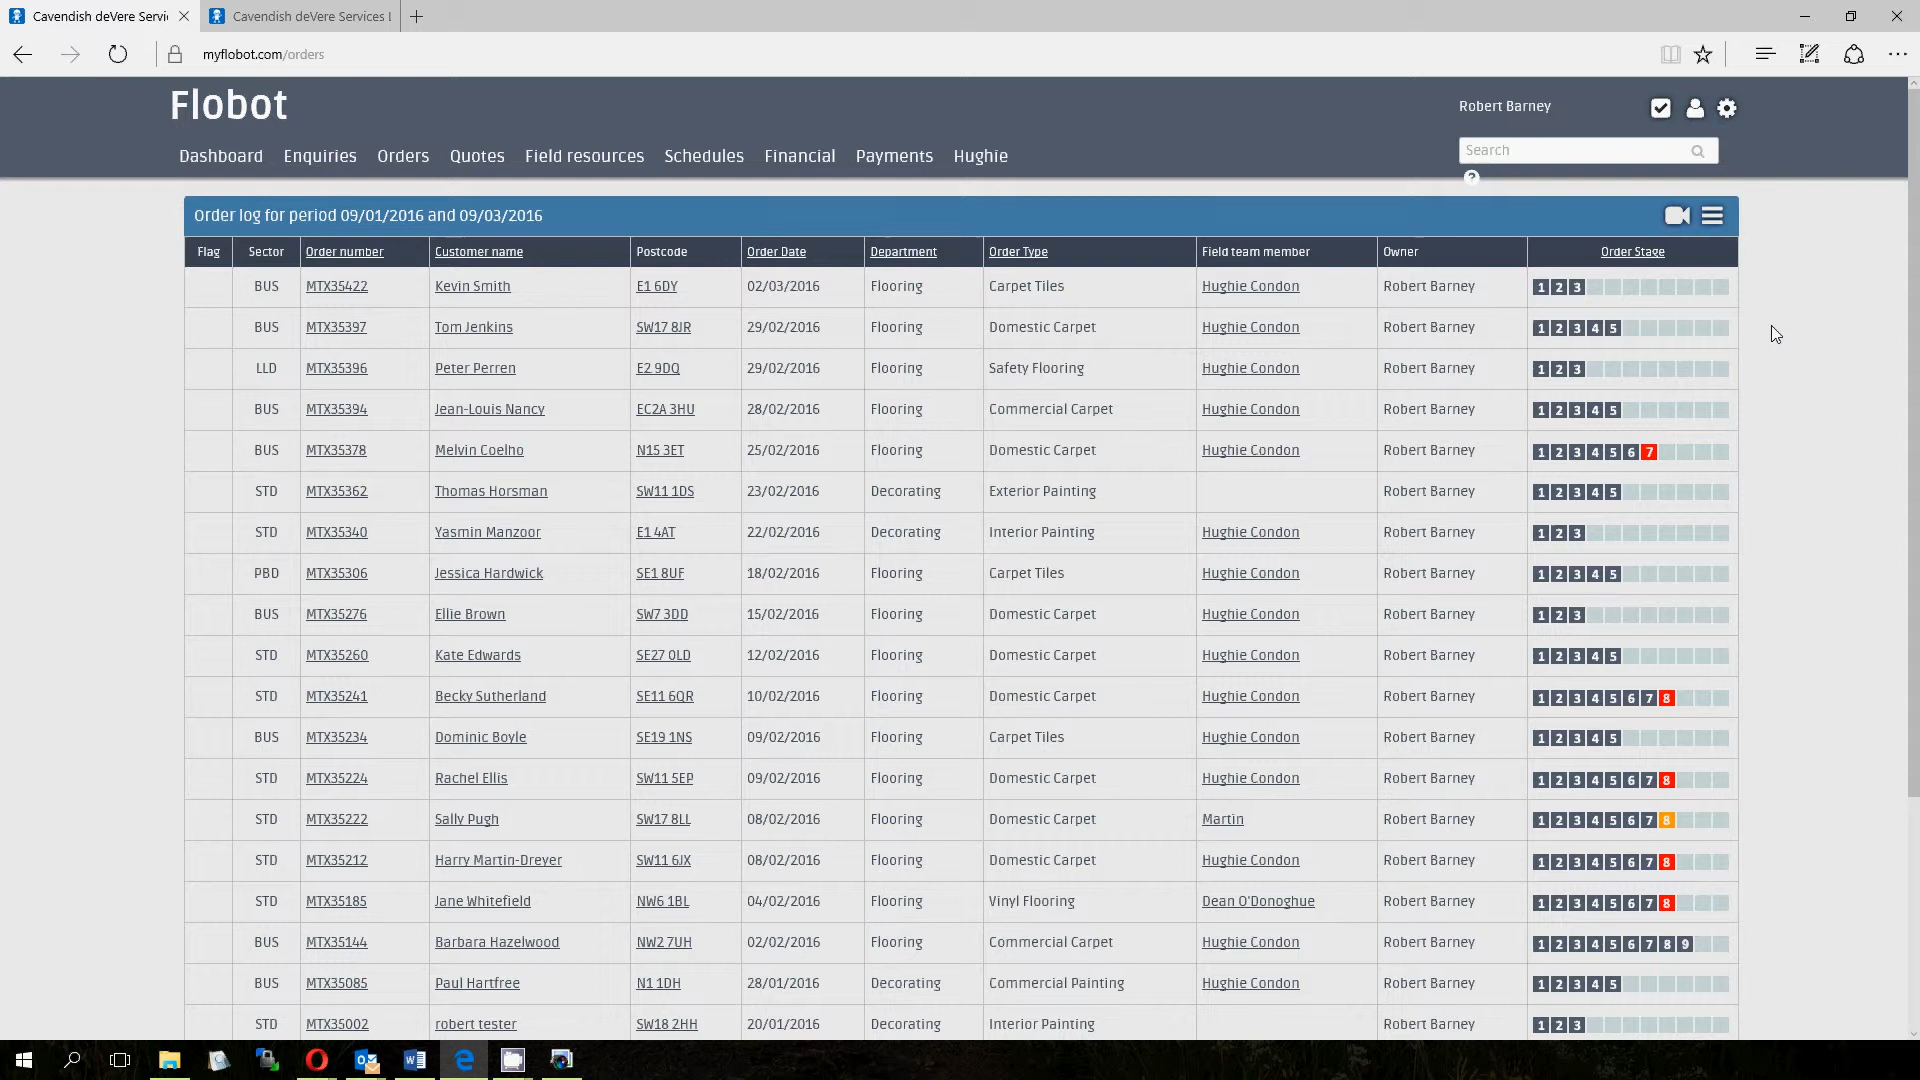 Cavendish deVere Servi
Cavendish deVere Services L
myflobot.com/orders
Flobot
Robert Barney
Dashboard Enquiries Orders Quotes Field resources Schedules Financial Payments Hughie
Search
?
Order log for period 09/01/2016 and 09/03/2016
Flag Sector Order number Customer name Postcode Order Date Department Order Type Field team member Owner Order Stage
BUS MTX35422 Kevin Smith E1 6DY 02/03/2016 Flooring Carpet Tiles Hughie Condon Robert Barney 1 2 3
BUS MTX35397 Tom Jenkins SW17 8JR 29/02/2016 Flooring Domestic Carpet Hughie Condon Robert Barney 1 2 3 4 5
LLD MTX35396 Peter Perren E2 9DQ 29/02/2016 Flooring Safety Flooring Hughie Condon Robert Barney 1 2 3
BUS MTX35394 Jean-Louis Nancy EC2A 3HU 28/02/2016 Flooring Commercial Carpet Hughie Condon Robert Barney 1 2 3 4 5
BUS MTX35378 Melvin Coelho N15 3ET 25/02/2016 Flooring Domestic Carpet Hughie Condon Robert Barney 1 2 3 4 5 6 7
STD MTX35362 Thomas Horsman SW11 1DS 23/02/2016 Decorating Exterior Painting Robert Barney 1 2 3 4 5
STD MTX35340 Yasmin Manzoor E1 4AT 22/02/2016 Decorating Interior Painting Hughie Condon Robert Barney 1 2 3
PBD MTX35306 Jessica Hardwick SE1 8UF 18/02/2016 Flooring Carpet Tiles Hughie Condon Robert Barney 1 2 3 4 5
BUS MTX35276 Ellie Brown SW7 3DD 15/02/2016 Flooring Domestic Carpet Hughie Condon Robert Barney 1 2 3
STD MTX35260 Kate Edwards SE27 0LD 12/02/2016 Flooring Domestic Carpet Hughie Condon Robert Barney 1 2 3 4 5
STD MTX35241 Becky Sutherland SE11 6QR 10/02/2016 Flooring Domestic Carpet Hughie Condon Robert Barney 1 2 3 4 5 6 7 8
BUS MTX35234 Dominic Boyle SE19 1NS 09/02/2016 Flooring Carpet Tiles Hughie Condon Robert Barney 1 2 3 4 5
STD MTX35224 Rachel Ellis SW11 5EP 09/02/2016 Flooring Domestic Carpet Hughie Condon Robert Barney 1 2 3 4 5 6 7 8
STD MTX35222 Sally Pugh SW17 8LL 08/02/2016 Flooring Domestic Carpet Martin Robert Barney 1 2 3 4 5 6 7 8
STD MTX35212 Harry Martin-Dreyer SW11 6JX 08/02/2016 Flooring Domestic Carpet Hughie Condon Robert Barney 1 2 3 4 5 6 7 8
STD MTX35185 Jane Whitefield NW6 1BL 04/02/2016 Flooring Vinyl Flooring Dean O'Donoghue Robert Barney 1 2 3 4 5 6 7 8
BUS MTX35144 Barbara Hazelwood NW2 7UH 02/02/2016 Flooring Commercial Carpet Hughie Condon Robert Barney 1 2 3 4 5 6 7 8 9
BUS MTX35085 Paul Hartfree N1 1DH 28/01/2016 Decorating Commercial Painting Hughie Condon Robert Barney 1 2 3 4 5
STD MTX35002 robert tester SW18 2HH 20/01/2016 Decorating Interior Painting Robert Barney 1 2 3